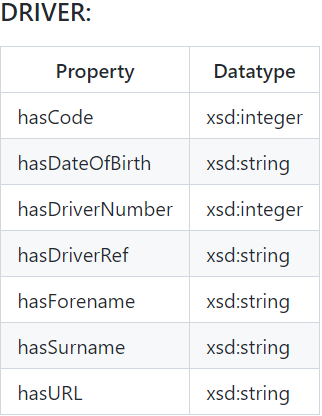 DRIVER:
Property Datatype
hasCode xsd:integer
hasDateOfBirth xsd:string
hasDriverNumber xsd:integer
hasDriverRef xsd:string
hasForename xsd:string
hasSurname xsd:string
hasURL xsd:string